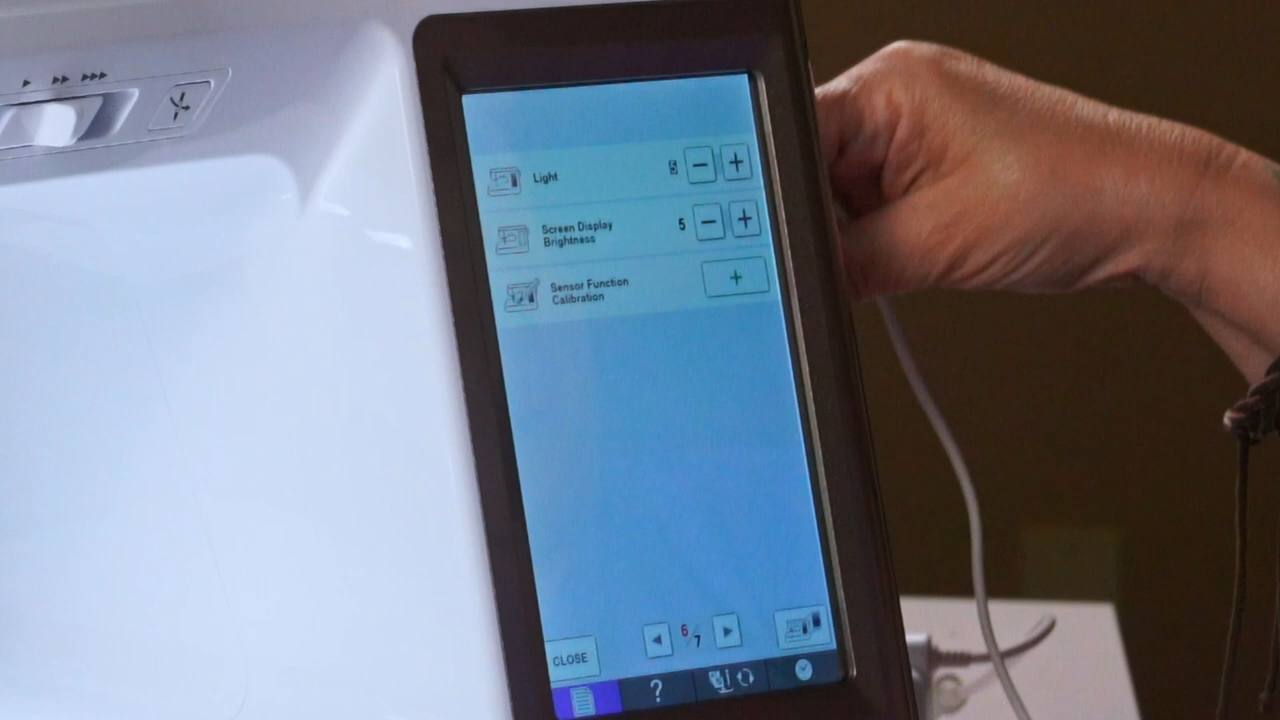 Light 5 − +
Screen Display
Brightness 5 − +
Sensor Function
Calibration +
6/7
CLOSE
?